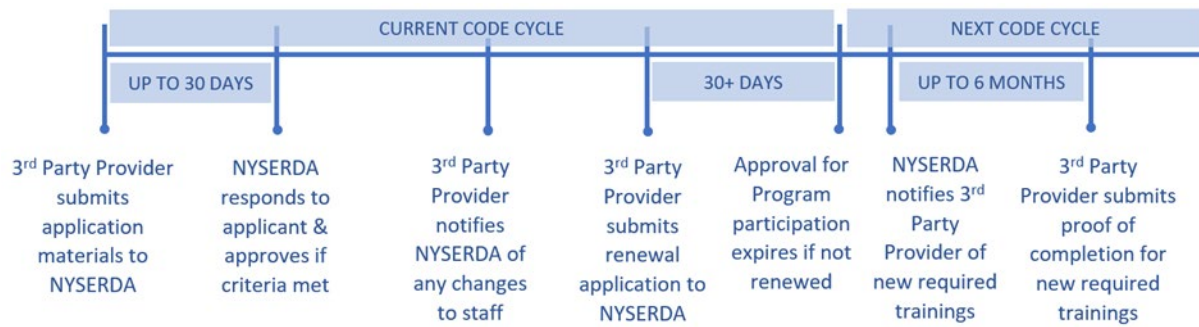 CURRENT CODE CYCLE
NEXT CODE CYCLE
UP TO 30 DAYS
30+ DAYS
UP TO 6 MONTHS
3rd Party Provider
submits
application
materials to
NYSERDA
NYSERDA
responds to
applicant &
approves if
criteria met
3rd Party
Provider
notifies
NYSERDA of
any changes
to staff
3rd Party
Provider
submits
renewal
application to
NYSERDA
Approval for
Program
participation
expires if not
renewed
NYSERDA
notifies 3rd
Party
Provider of
new required
trainings
3rd Party
Provider submits
proof of
completion for
new required
trainings